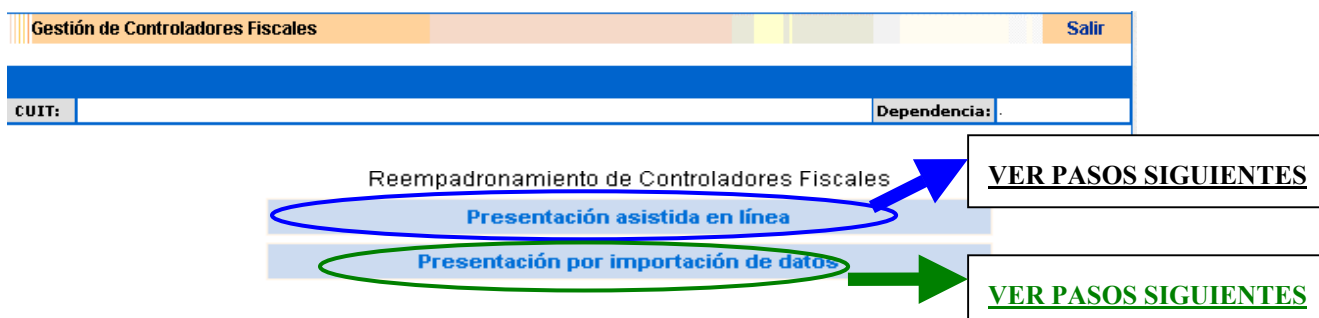 Gestión de Controladores Fiscales Salir
CUIT: Dependencia:
Reempadronamiento de Controladores Fiscales
VER PASOS SIGUIENTES
Presentación asistida en línea
Presentación por importación de datos
VER PASOS SIGUIENTES